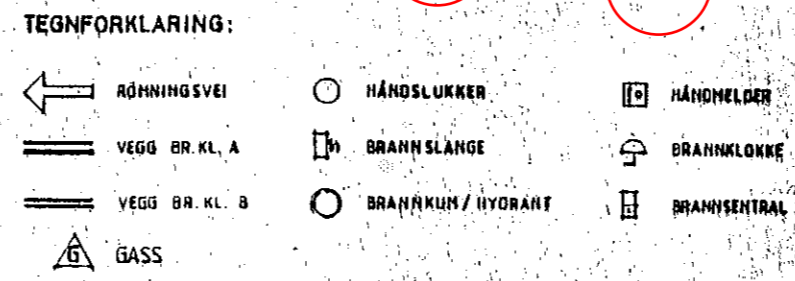 TEGNFORKLARING:
RØMNINGSVEI
VEGG BR. KL. A
VEGG BR. KL. B
G GASS
HÅNDSLUKKER
BRANNSLANGE
BRANNKUM / HYDRANT
HÅNDMELDER
BRANNKLOKKE
BRANNSENTRAL